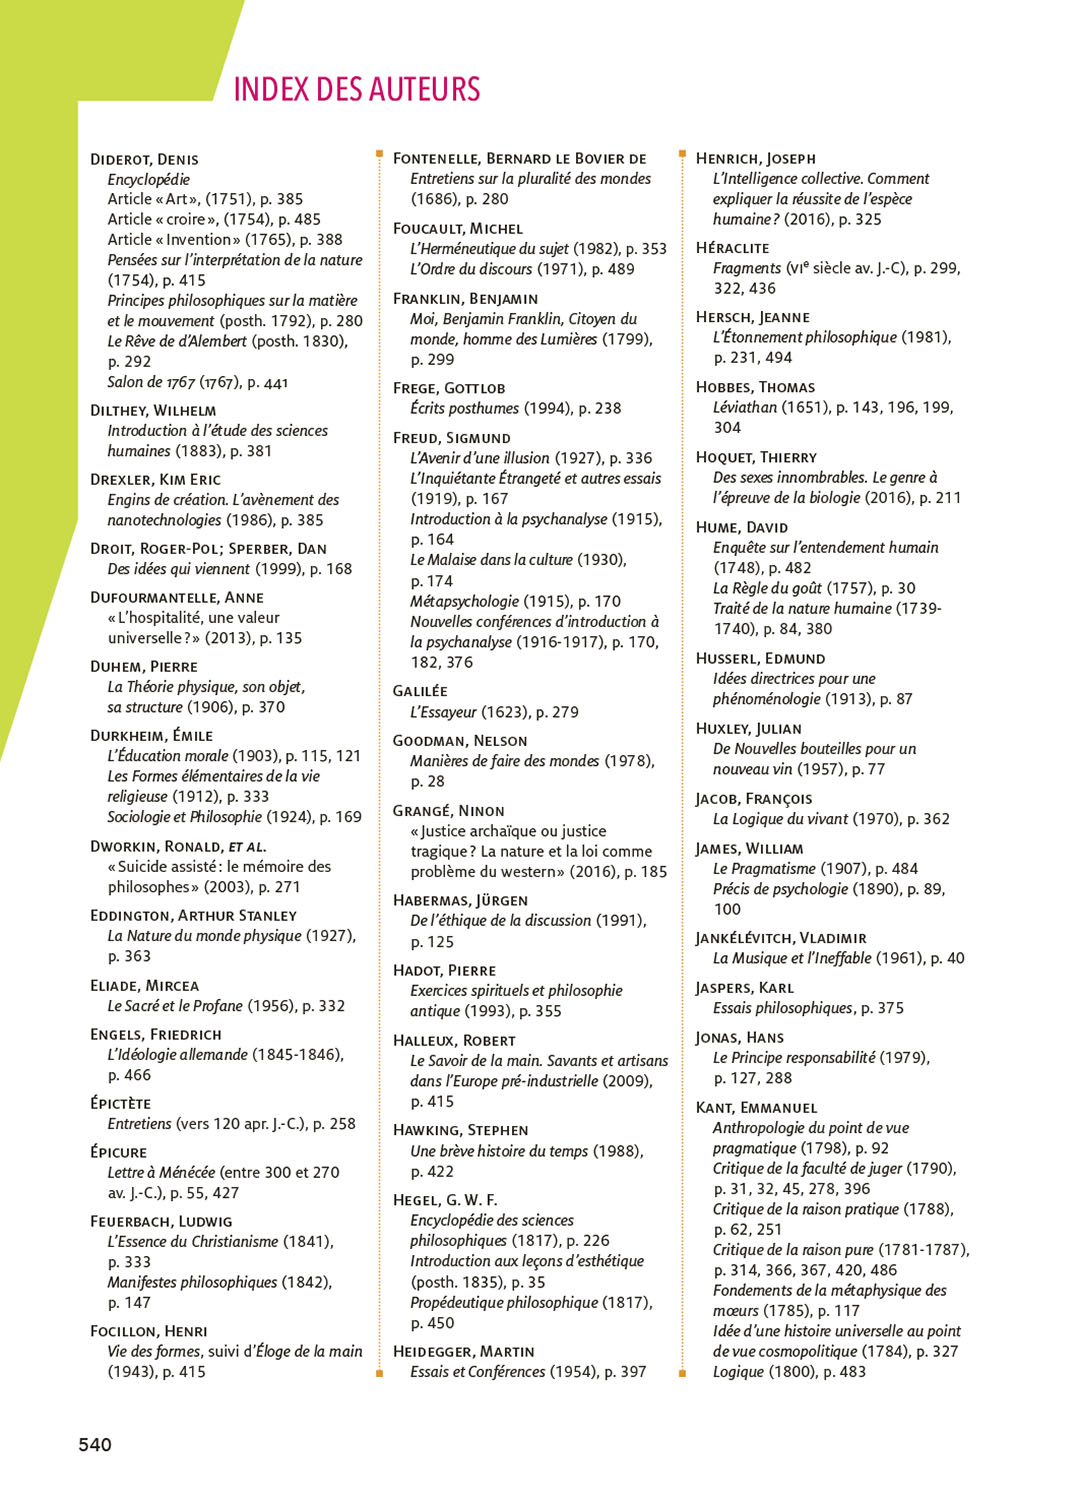 INDEX DES AUTEURS
Diderot, Denis
Encyclopédie
Article « Art », (1751), p. 385
Article « croire », (1754), p. 485
Article « Invention » (1765), p. 388
Pensées sur l'interprétation de la nature
(1754), p. 415
Principes philosophiques sur la matière
et le mouvement (posth. 1792), p. 280
Le Rêve de d'Alembert (posth. 1830),
p. 292
Salon de 1767 (1767), p. 441
Dilthey, Wilhelm
Introduction à l'étude des sciences
humaines (1883), p. 381
Drexler, Kim Eric
Engins de création. L'avènement des
nanotechnologies (1986), p. 385
Droit, Roger-Pol ; Sperber, Dan
Des idées qui viennent (1999), p. 168
Dufourmantelle, Anne
« L'hospitalité, une valeur
universelle ? » (2013), p. 135
Duhem, Pierre
La Théorie physique, son objet,
sa structure (1906), p. 370
Durkheim, Émile
L'Éducation morale (1903), p. 115, 121
Les Formes élémentaires de la vie
religieuse (1912), p. 333
Sociologie et Philosophie (1924), p. 169
Dworkin, Ronald, et al.
« Suicide assisté : le mémoire des
philosophes » (2003), p. 271
Eddington, Arthur Stanley
La Nature du monde physique (1927),
p. 363
Eliade, Mircea
Le Sacré et le Profane (1956), p. 332
Engels, Friedrich
L'Idéologie allemande (1845-1846),
p. 466
Épictète
Entretiens (vers 120 apr. J.-C.), p. 258
Épicure
Lettre à Ménécée (entre 300 et 270
av. J.-C.), p. 55, 427
Feuerbach, Ludwig
L'Essence du Christianisme (1841),
p. 333
Manifestes philosophiques (1842),
p. 147
Focillon, Henri
Vie des formes, suivi d'Éloge de la main
(1943), p. 415
Fontenelle, Bernard le Bovier de
Entretiens sur la pluralité des mondes
(1686), p. 280
Foucault, Michel
L'Herméneutique du sujet (1982), p. 353
L'Ordre du discours (1971), p. 489
Franklin, Benjamin
Moi, Benjamin Franklin, Citoyen du
monde, homme des Lumières (1799),
p. 299
Frege, Gottlob
Écrits posthumes (1994), p. 238
Freud, Sigmund
L'Avenir d'une illusion (1927), p. 336
L'Inquiétante Étrangeté et autres essais
(1919), p. 167
Introduction à la psychanalyse (1915),
p. 164
Le Malaise dans la culture (1930),
p. 174
Métapsychologie (1915), p. 170
Nouvelles conférences d'introduction à
la psychanalyse (1916-1917), p. 170,
182, 376
Galilée
L'Essayeur (1623), p. 279
Goodman, Nelson
Manières de faire des mondes (1978),
p. 28
Grangé, Ninon
« Justice archaïque ou justice
tragique ? La nature et la loi comme
problème du western » (2016), p. 185
Habermas, Jürgen
De l'éthique de la discussion (1991),
p. 125
Hadot, Pierre
Exercices spirituels et philosophie
antique (1993), p. 355
Halleux, Robert
Le Savoir de la main. Savants et artisans
dans l'Europe pré-industrielle (2009),
p. 415
Hawking, Stephen
Une brève histoire du temps (1988),
p. 422
Hegel, G. W. F.
Encyclopédie des sciences
philosophiques (1817), p. 226
Introduction aux leçons d'esthétique
(posth. 1835), p. 35
Propédeutique philosophique (1817),
p. 450
Heidegger, Martin
Essais et Conférences (1954), p. 397
Henrich, Joseph
L'Intelligence collective. Comment
expliquer la réussite de l'espèce
humaine ? (2016), p. 325
Héraclite
Fragments (VIe siècle av. J.-C), p. 299,
322, 436
Hersch, Jeanne
L'Étonnement philosophique (1981),
p. 231, 494
Hobbes, Thomas
Léviathan (1651), p. 143, 196, 199,
304
Hoquet, Thierry
Des sexes innombrables. Le genre à
l'épreuve de la biologie (2016), p. 211
Hume, David
Enquête sur l'entendement humain
(1748), p. 482
La Règle du goût (1757), p. 30
Traité de la nature humaine (1739-
1740), p. 84, 380
Husserl, Edmund
Idées directrices pour une
phénoménologie (1913), p. 87
Huxley, Julian
De Nouvelles bouteilles pour un
nouveau vin (1957), p. 77
Jacob, François
La Logique du vivant (1970), p. 362
James, William
Le Pragmatisme (1907), p. 484
Précis de psychologie (1890), p. 89,
100
Jankélévitch, Vladimir
La Musique et l'Ineffable (1961), p. 40
Jaspers, Karl
Essais philosophiques, p. 375
Jonas, Hans
Le Principe responsabilité (1979),
p. 127, 288
Kant, Emmanuel
Anthropologie du point de vue
pragmatique (1798), p. 92
Critique de la faculté de juger (1790),
p. 31, 32, 45, 278, 396
Critique de la raison pratique (1788),
p. 62, 251
Critique de la raison pure (1781-1787),
p. 314, 366, 367, 420, 486
Fondements de la métaphysique des
mœurs (1785), p. 117
Idée d'une histoire universelle au point
de vue cosmopolitique (1784), p. 327
Logique (1800), p. 483
540